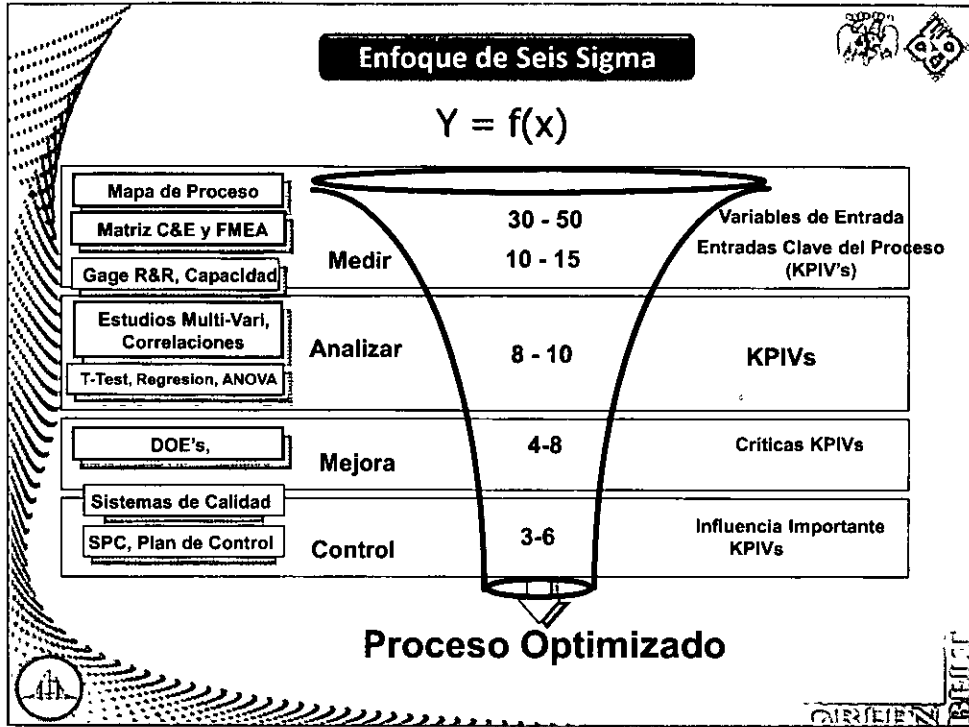 Enfoque de Seis Sigma
Y = f(x)
Mapa de Proceso
Matriz C&E y FMEA
Gage R&R, Capacidad
Medir
30 - 50
10 - 15
Variables de Entrada
Entradas Clave del Proceso
(KPIV's)
Estudios Multi-Vari,
Correlaciones
T-Test, Regresion, ANOVA
Analizar
8 - 10
KPIVs
DOE's,
Mejora
4-8
Críticas KPIVs
Sistemas de Calidad
SPC, Plan de Control
Control
3-6
Influencia Importante
KPIVs
Proceso Optimizado
GREEN
BELT